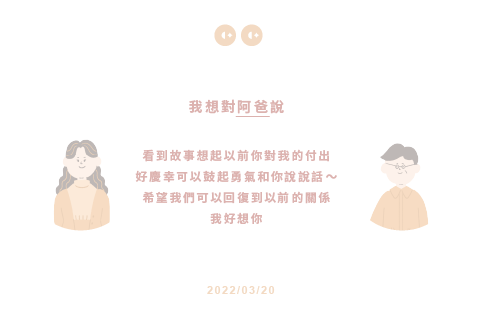 我想對阿爸說
看到故事想起以前你對我的付出
好慶幸可以鼓起勇氣和你說說話～
希望我們可以回復到以前的關係
我好想你
2022/03/20